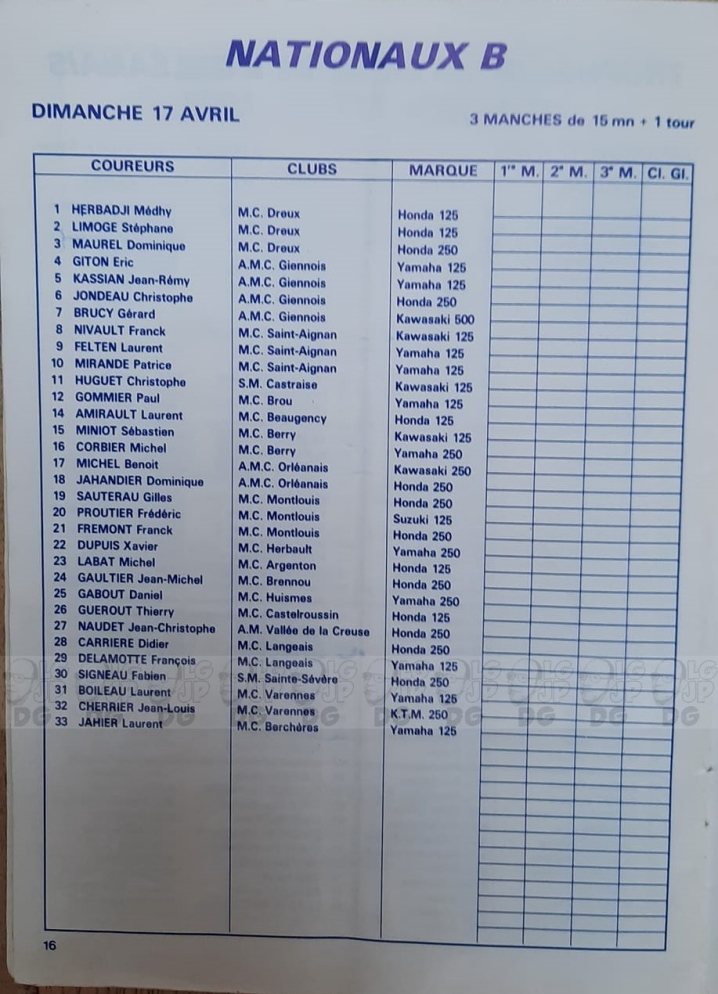 NATIONAUX B
DIMANCHE 17 AVRIL
3 MANCHES de 15 mn + 1 tour
COUREURS CLUBS MARQUE 1re M. 2e M. 3e M. Cl. Gl.
1 HERBADJI Médhy M.C. Dreux Honda 125
2 LIMOGE Stéphane M.C. Dreux Honda 125
3 MAUREL Dominique M.C. Dreux Honda 250
4 GITON Eric A.M.C. Giennois Yamaha 125
5 KASSIAN Jean-Rémy A.M.C. Giennois Yamaha 125
6 JONDEAU Christophe A.M.C. Giennois Honda 250
7 BRUCY Gérard A.M.C. Giennois Kawasaki 500
8 NIVAULT Franck M.C. Saint-Aignan Kawasaki 125
9 FELTEN Laurent M.C. Saint-Aignan Yamaha 125
10 MIRANDE Patrice M.C. Saint-Aignan Yamaha 125
11 HUGUET Christophe S.M. Castraise Kawasaki 125
12 GOMMIER Paul M.C. Brou Yamaha 125
14 AMIRAULT Laurent M.C. Beaugency Honda 125
15 MINIOT Sébastien M.C. Berry Kawasaki 125
16 CORBIER Michel M.C. Berry Yamaha 250
17 MICHEL Benoit A.M.C. Orléanais Kawasaki 250
18 JAHANDIER Dominique A.M.C. Orléanais Honda 250
19 SAUTERAU Gilles M.C. Montlouis Honda 250
20 PROUTIER Frédéric M.C. Montlouis Suzuki 125
21 FREMONT Franck M.C. Montlouis Honda 250
22 DUPUIS Xavier M.C. Herbault Yamaha 250
23 LABAT Michel M.C. Argenton Honda 125
24 GAULTIER Jean-Michel M.C. Brennou Honda 250
25 GABOUT Daniel M.C. Huismes Yamaha 250
26 GUEROUT Thierry M.C. Castelroussin Honda 125
27 NAUDET Jean-Christophe A.M. Vallée de la Creuse Honda 250
28 CARRIERE Didier M.C. Langeais Honda 250
29 DELAMOTTE François M.C. Langeais Yamaha 125
30 SIGNEAU Fabien S.M. Sainte-Sévère Honda 250
31 BOILEAU Laurent M.C. Varennes Yamaha 125
32 CHERRIER Jean-Louis M.C. Varennes K.T.M. 250
33 JAHIER Laurent M.C. Berchères Yamaha 125
16